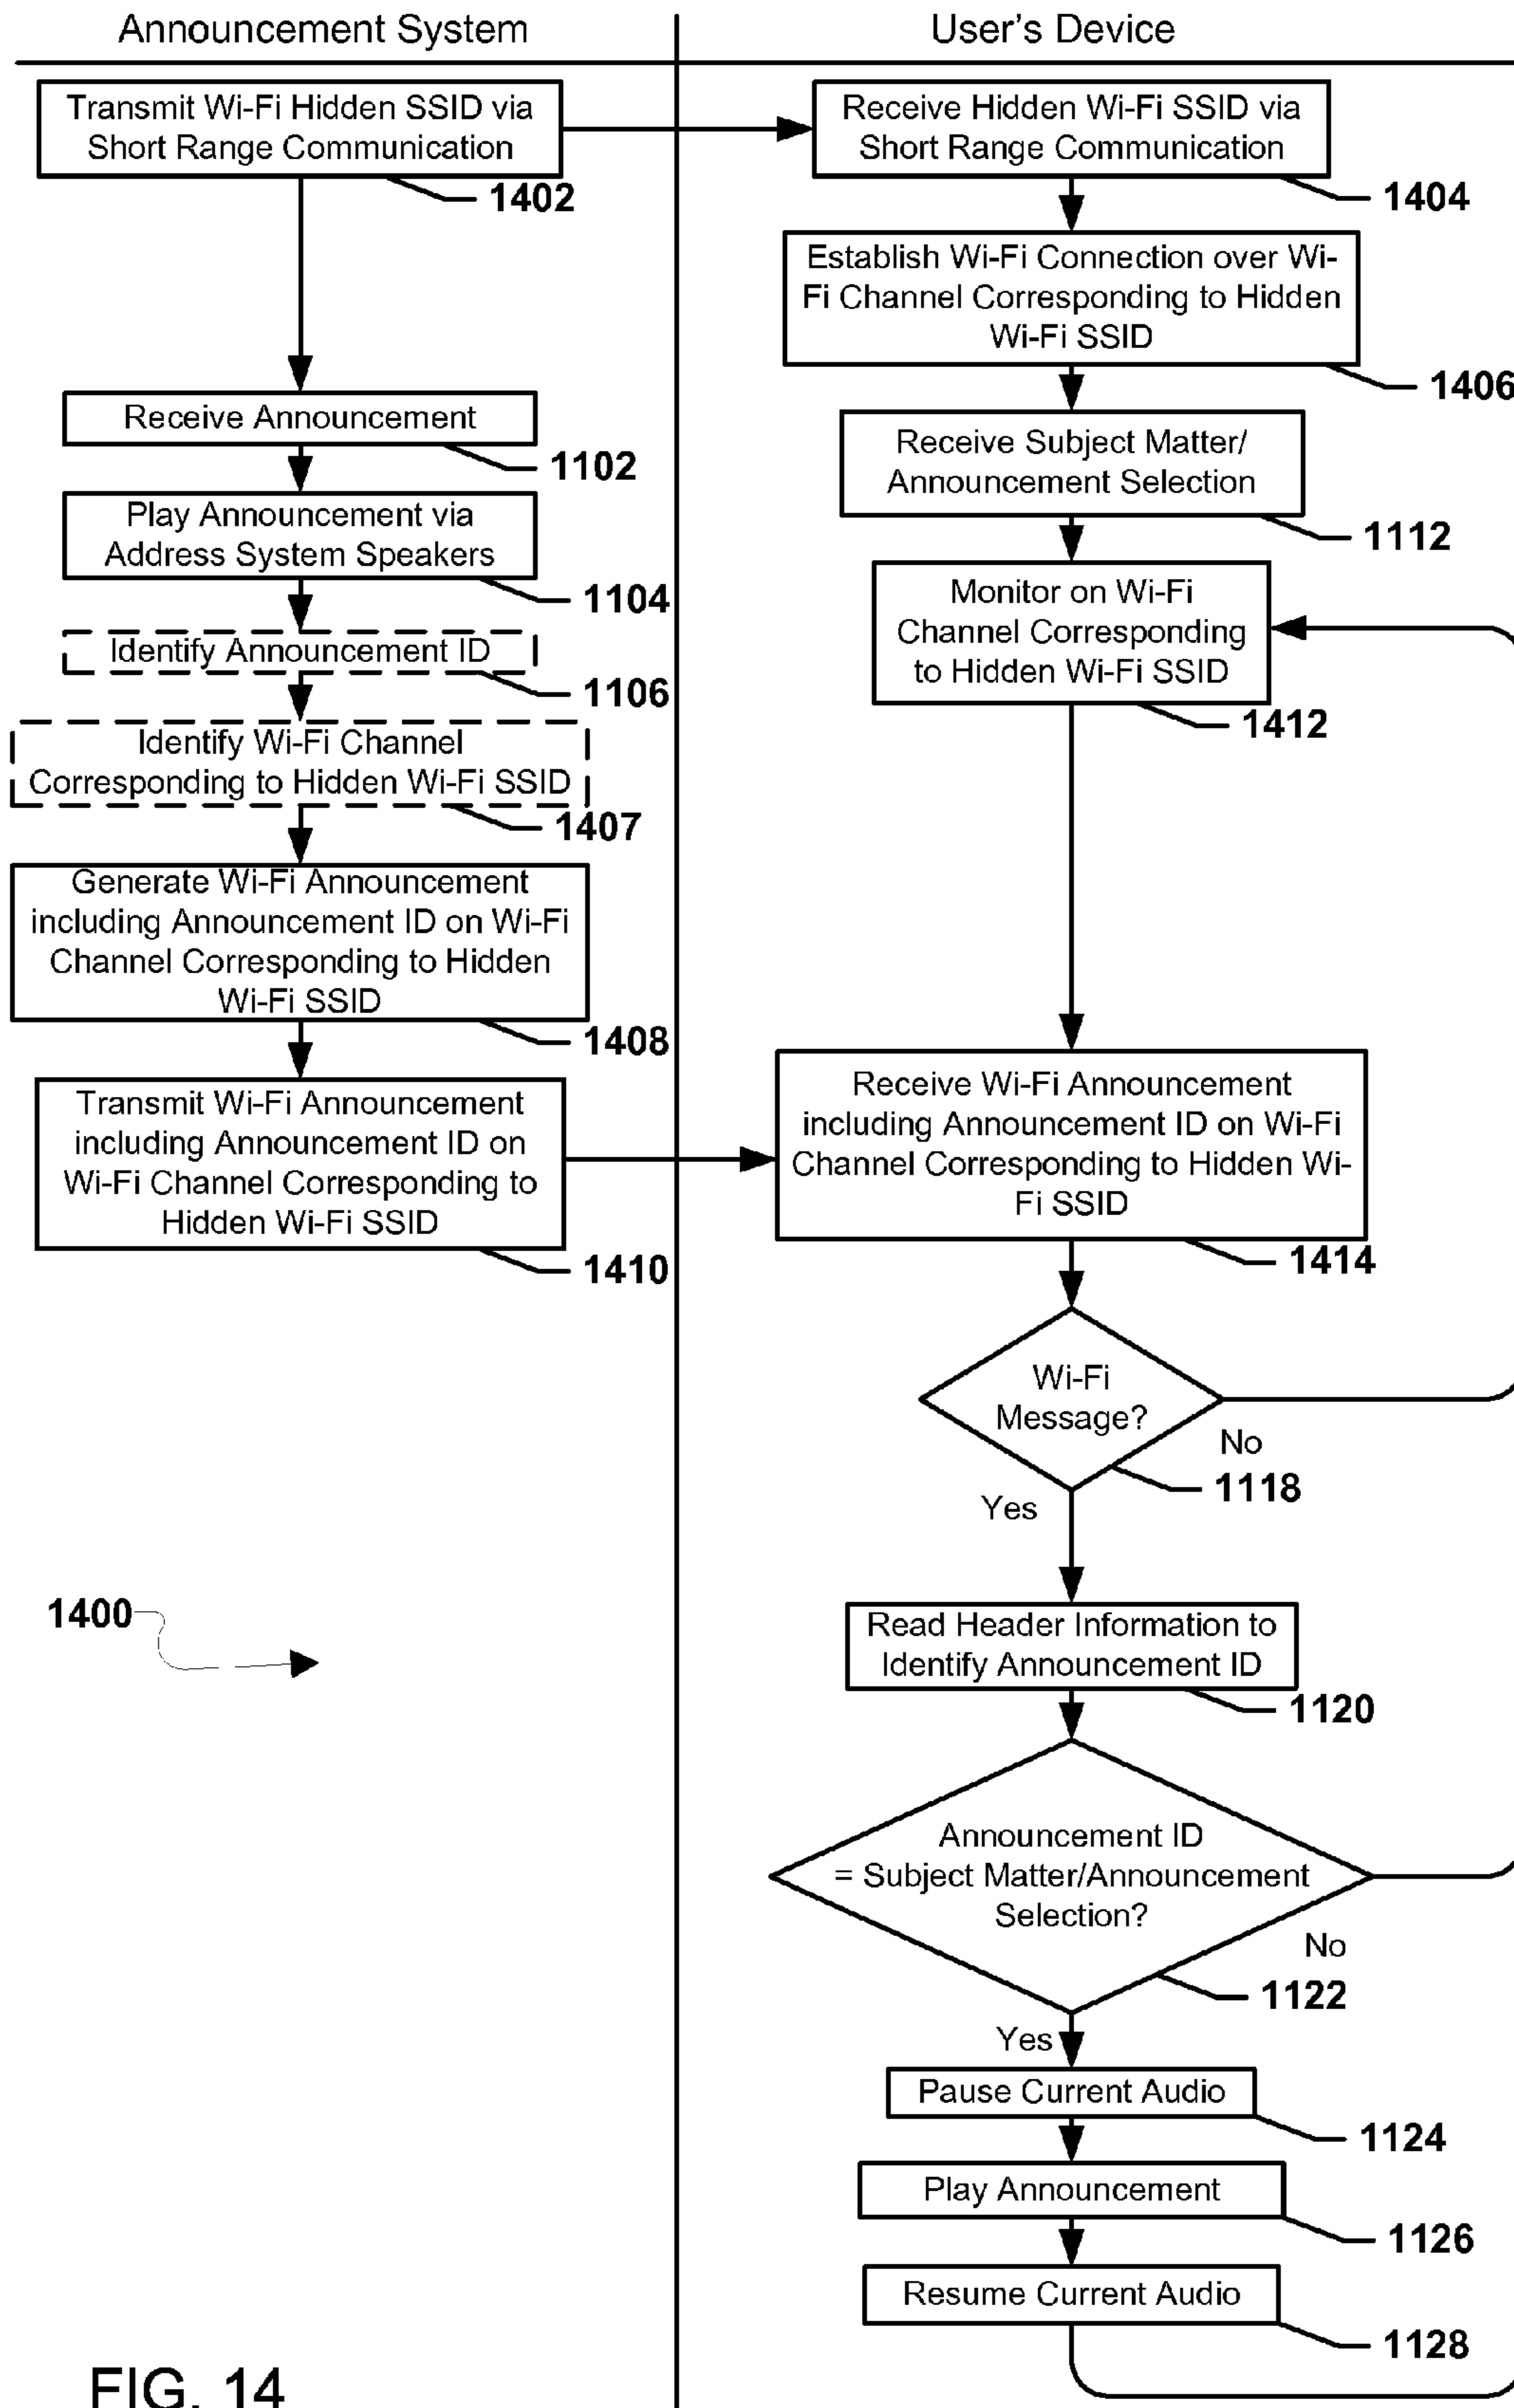 Announcement System
User's Device
Transmit Wi-Fi Hidden SSID via
Short Range Communication
1402
Receive Hidden Wi-Fi SSID via
Short Range Communication
1404
Establish Wi-Fi Connection over Wi-
Fi Channel Corresponding to Hidden
Wi-Fi SSID
1406
Receive Announcement
1102
Receive Subject Matter/
Announcement Selection
1112
Play Announcement via
Address System Speakers
1104
Monitor on Wi-Fi
Channel Corresponding
to Hidden Wi-Fi SSID
1412
Identify Announcement ID
1106
Identify Wi-Fi Channel
Corresponding to Hidden Wi-Fi SSID
1407
Generate Wi-Fi Announcement
including Announcement ID on Wi-Fi
Channel Corresponding to Hidden
Wi-Fi SSID
1408
Transmit Wi-Fi Announcement
including Announcement ID on
Wi-Fi Channel Corresponding to
Hidden Wi-Fi SSID
1410
Receive Wi-Fi Announcement
including Announcement ID on Wi-Fi
Channel Corresponding to Hidden Wi-
Fi SSID
1414
Wi-Fi
Message?
No
1118
Yes
1400
Read Header Information to
Identify Announcement ID
1120
Announcement ID
= Subject Matter/Announcement
Selection?
No
1122
Yes
Pause Current Audio
1124
Play Announcement
1126
Resume Current Audio
1128
FIG. 14